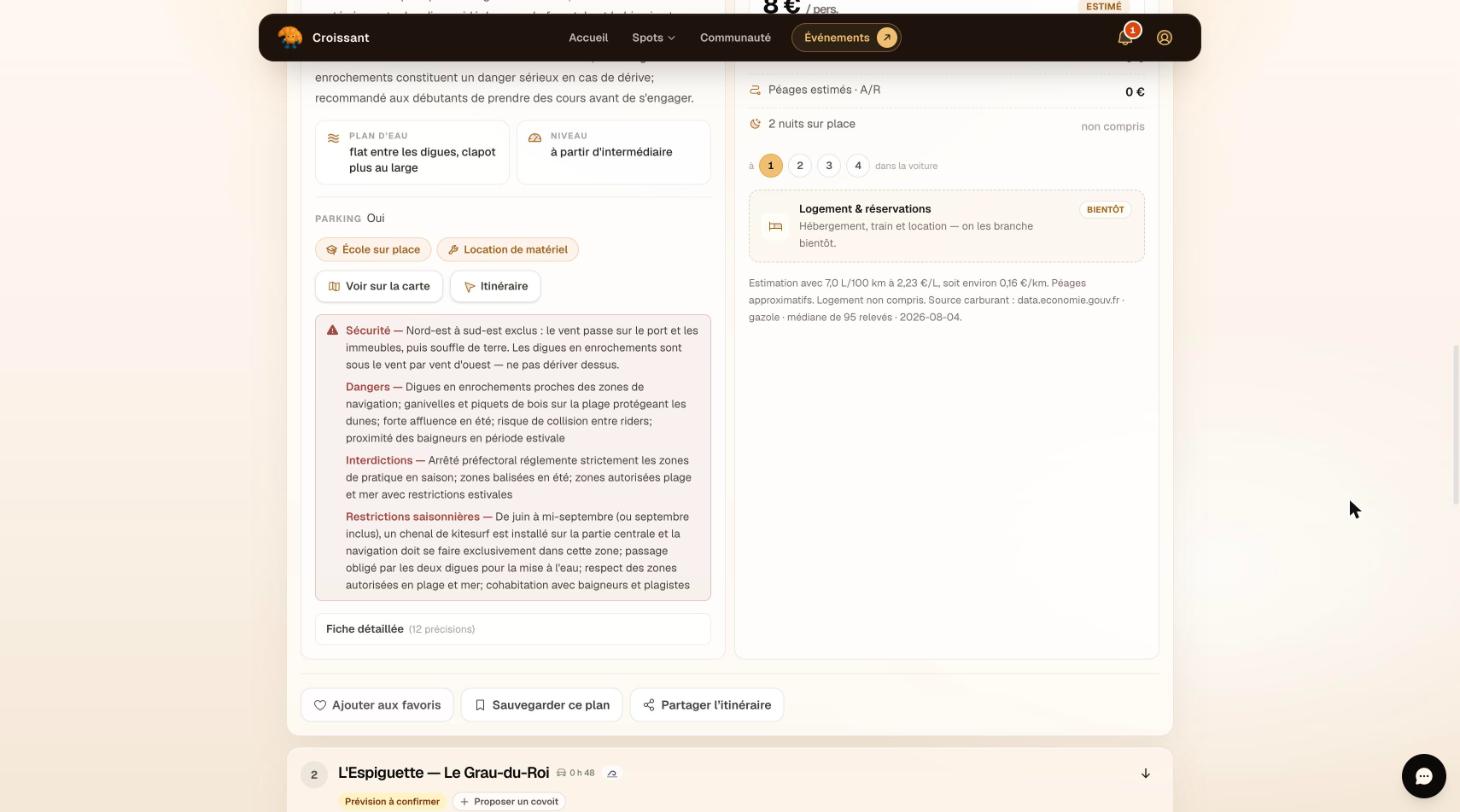 8 € / pers.
ESTIMÉ
Croissant
Accueil
Spots
Communauté
Événements
1
enrochements constituent un danger sérieux en cas de dérive;
recommandé aux débutants de prendre des cours avant de s'engager.
PLAN D'EAU
flat entre les digues, clapot
plus au large
NIVEAU
à partir d'intermédiaire
PARKING Oui
École sur place
Location de matériel
Voir sur la carte
Itinéraire
Sécurité — Nord-est à sud-est exclus : le vent passe sur le port et les
immeubles, puis souffle de terre. Les digues en enrochements sont
sous le vent par vent d'ouest — ne pas dériver dessus.
Dangers — Digues en enrochements proches des zones de
navigation; ganivelles et piquets de bois sur la plage protégeant les
dunes; forte affluence en été; risque de collision entre riders;
proximité des baigneurs en période estivale
Interdictions — Arrêté préfectoral réglemente strictement les zones
de pratique en saison; zones balisées en été; zones autorisées plage
et mer avec restrictions estivales
Restrictions saisonnières — De juin à mi-septembre (ou septembre
inclus), un chenal de kitesurf est installé sur la partie centrale et la
navigation doit se faire exclusivement dans cette zone; passage
obligé par les deux digues pour la mise à l'eau; respect des zones
autorisées en plage et mer; cohabitation avec baigneurs et plagistes
Fiche détaillée (12 précisions)
Péages estimés · A/R
0 €
2 nuits sur place
non compris
à 1 2 3 4 dans la voiture
Logement & réservations
BIENTÔT
Hébergement, train et location — on les branche
bientôt.
Estimation avec 7,0 L/100 km à 2,23 €/L, soit environ 0,16 €/km. Péages
approximatifs. Logement non compris. Source carburant : data.economie.gouv.fr ·
gazole · médiane de 95 relevés · 2026-08-04.
Ajouter aux favoris
Sauvegarder ce plan
Partager l'itinéraire
2
L'Espiguette — Le Grau-du-Roi
0 h 48
Prévision à confirmer
+ Proposer un covoit